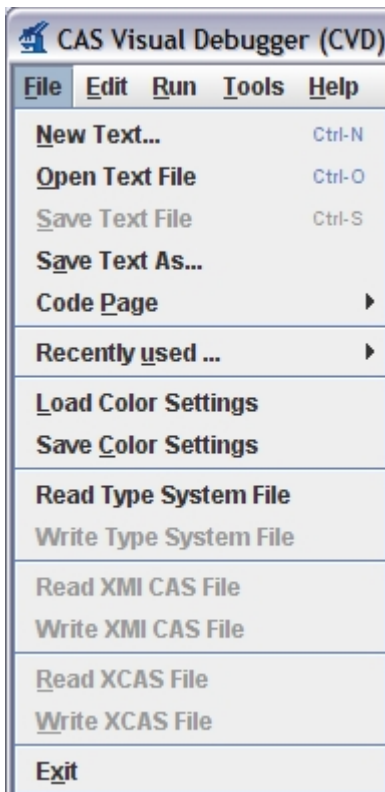 CAS Visual Debugger (CVD)
File Edit Run Tools Help
New Text... Ctrl-N
Open Text File Ctrl-O
Save Text File Ctrl-S
Save Text As...
Code Page
Recently used ...
Load Color Settings
Save Color Settings
Read Type System File
Write Type System File
Read XMI CAS File
Write XMI CAS File
Read XCAS File
Write XCAS File
Exit